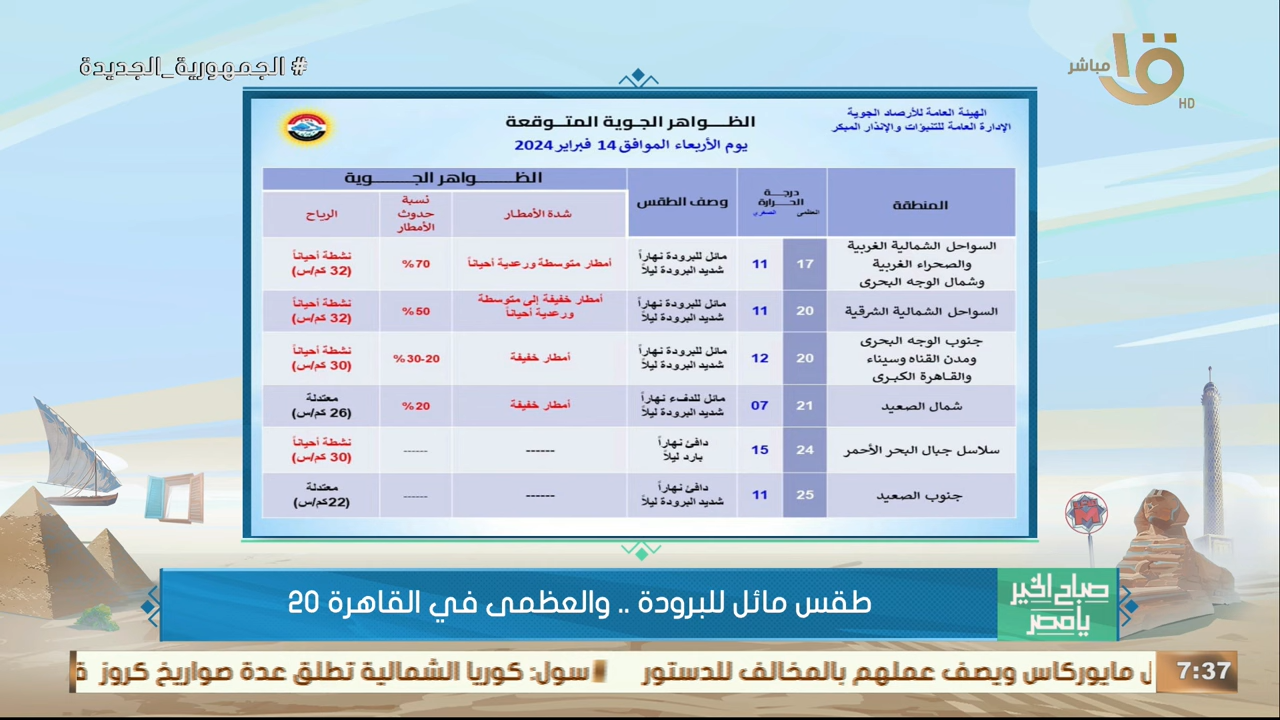 # الجمهورية_الجديدة
مباشر
HD
الهيئة العامة للأرصاد الجوية
الإدارة العامة للتنبؤات والإنذار المبكر
الظـــواهر الجـوية المتـوقعة
يوم الأربعاء الموافق 14 فبراير 2024
المنطقة
درجـة الحـرارة
العظمى
الصغرى
وصف الطقس
الظـــواهر الجـــوية
شدة الأمطار
نسبة
حدوث
الأمطار
الرياح
السواحل الشمالية الغربية
والصحراء الغربية
وشمال الوجه البحرى
17
11
مائل للبرودة نهاراً
شديد البرودة ليلاً
أمطار متوسطة ورعدية أحياناً
%70
نشطة أحياناً
(32 كم/س)
السواحل الشمالية الشرقية
20
11
مائل للبرودة نهاراً
شديد البرودة ليلاً
أمطار خفيفة إلى متوسطة
ورعدية أحياناً
%50
نشطة أحياناً
(32 كم/س)
جنوب الوجه البحرى
ومدن القناه وسيناء
والقـاهرة الكبـرى
20
12
مائل للبرودة نهاراً
شديد البرودة ليلاً
أمطار خفيفة
%30-20
نشطة أحياناً
(30 كم/س)
شمال الصعيد
21
07
مائل للدفء نهاراً
شديد البرودة ليلاً
أمطار خفيفة
%20
معتدلة
(26 كم/س)
سلاسل جبال البحر الأحمر
24
15
دافئ نهاراً
بارد ليلاً
------
------
نشطة أحياناً
(30 كم/س)
جنوب الصعيد
25
11
دافئ نهاراً
شديد البرودة ليلاً
------
------
معتدلة
(22كم/س)
M
صباح الخير
يا مصر
طقس مائل للبرودة .. والعظمى في القاهرة 20
7:37
مايوركاس ويصف عملهم بالمخالف للدستور
سول: كوريا الشمالية تطلق عدة صواريخ كروز